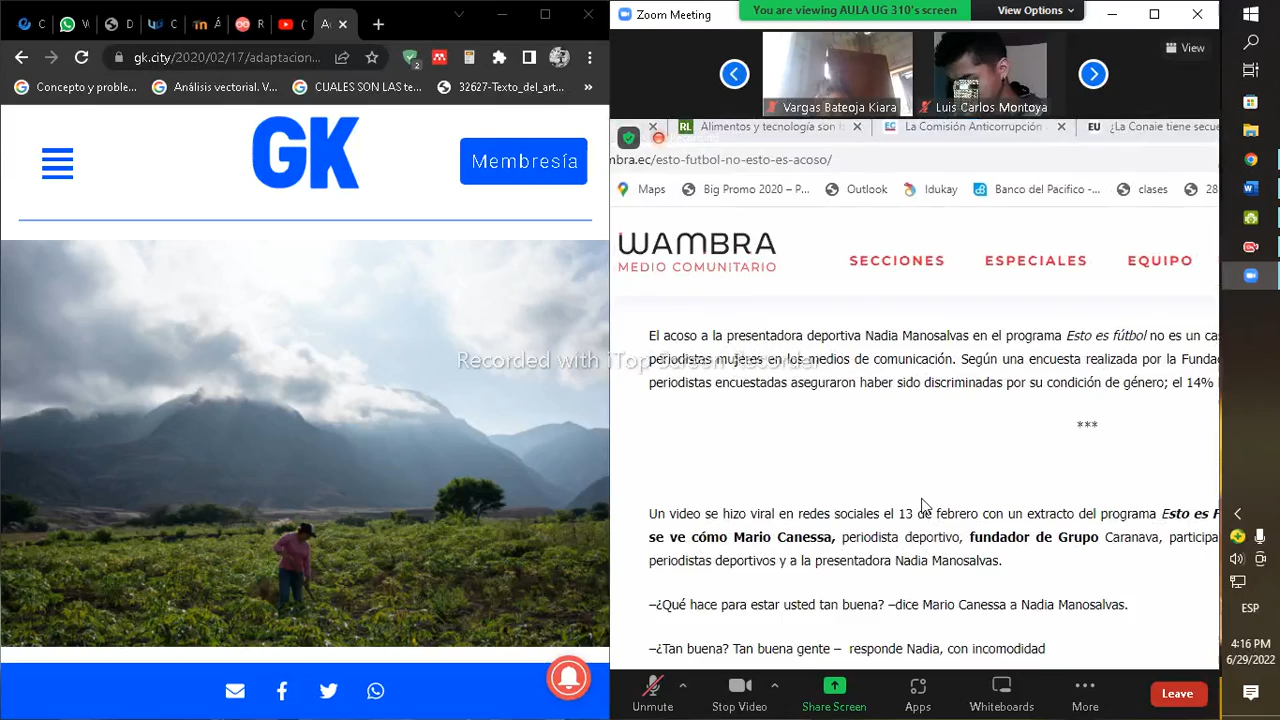 gk.city/2020/02/17/adaptacion...
Concepto y proble...
Análisis vectorial. V...
CUALES SON LAS te...
32627-Texto_del_art...
»
GK
Membresía
Zoom Meeting
You are viewing AULA UG 310's screen
View Options
View
Vargas Bateoja Kiara
Luis Carlos Montoya
RL Alimentos y tecnología son b
EC La Comisión Anticorrupción
EU ¿La Conaie tiene secue
mbra.ec/esto-futbol-no-esto-es-acoso/
Maps
Big Promo 2020 – P...
Outlook
Idukay
Banco del Pacifico -...
clases
28
WAMBRA
MEDIO COMUNITARIO
SECCIONES
ESPECIALES
EQUIPO
El acoso a la presentadora deportiva Nadia Manosalvas en el programa Esto es fútbol no es un cas
periodistas mujeres en los medios de comunicación. Según una encuesta realizada por la Funda
periodistas encuestadas aseguraron haber sido discriminadas por su condición de género; el 14%
Recorded with iTop Screen Recorder
***
Un video se hizo viral en redes sociales el 13 de febrero con un extracto del programa Esto es F
se ve cómo Mario Canessa, periodista deportivo, fundador de Grupo Caranava, participa
periodistas deportivos y a la presentadora Nadia Manosalvas.
–¿Qué hace para estar usted tan buena? –dice Mario Canessa a Nadia Manosalvas.
–¿Tan buena? Tan buena gente – responde Nadia, con incomodidad
Unmute
Stop Video
Share Screen
Apps
Whiteboards
More
Leave
ESP
4:16 PM
6/29/2022